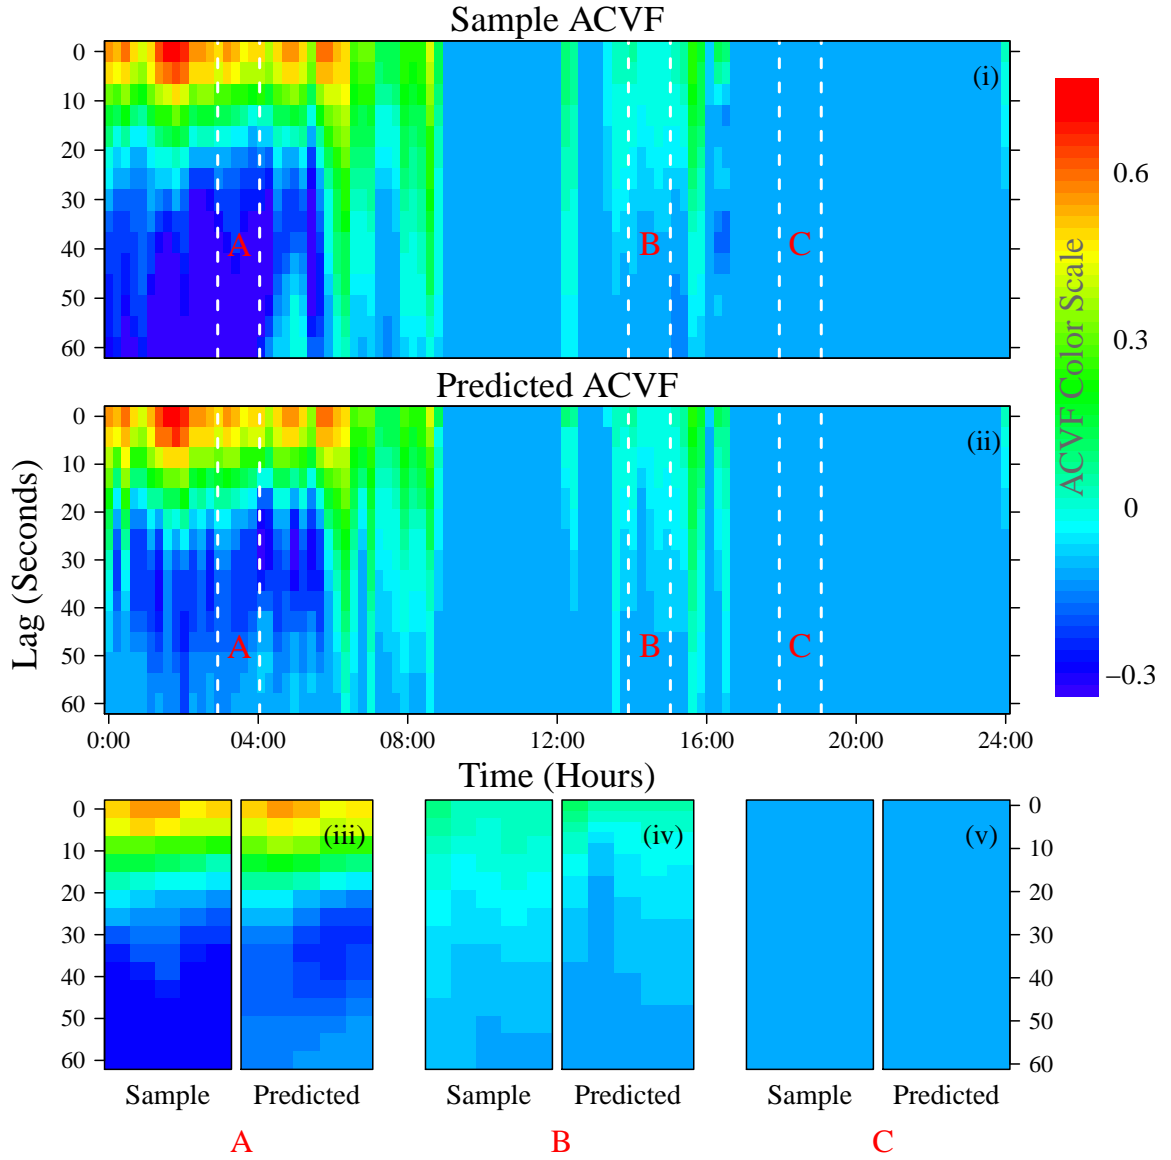 Sample ACVF
0
10
20
30
40
50
60
(i)
A
B
C
Predicted ACVF
0
10
20
30
40
50
60
(ii)
A
B
C
Lag (Seconds)
0:00 04:00 08:00 12:00 16:00 20:00 24:00
Time (Hours)
ACVF Color Scale
0.6
0.3
0
−0.3
0
10
20
30
40
50
60
(iii)
(iv)
(v)
0
10
20
30
40
50
60
Sample Predicted Sample Predicted Sample Predicted
A B C